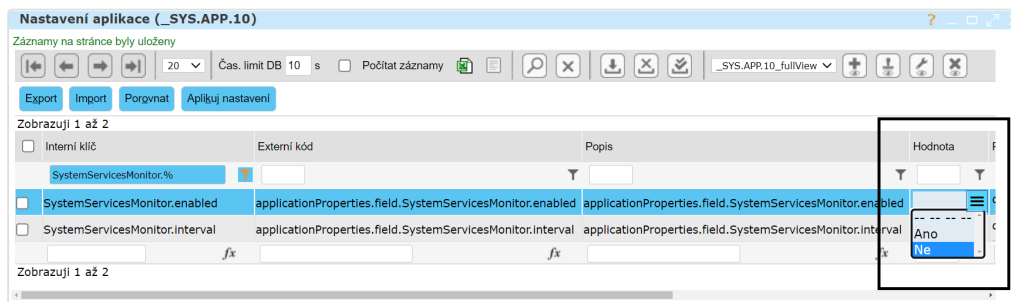 Nastavení aplikace (_SYS.APP.10) ?
Záznamy na stránce byly uloženy
20 Čas. limit DB 10 s Počítat záznamy _SYS.APP.10_fullView
Export Import Porovnat Aplikuj nastavení
Zobrazuji 1 až 2
Interní klíč Externí kód Popis Hodnota
SystemServicesMonitor.%
SystemServicesMonitor.enabled applicationProperties.field.SystemServicesMonitor.enabled applicationProperties.field.SystemServicesMonitor.enabled
-- -- -- --
SystemServicesMonitor.interval applicationProperties.field.SystemServicesMonitor.interval applicationProperties.field.SystemServicesMonitor.interval Ano
fx fx fx Ne
Zobrazuji 1 až 2